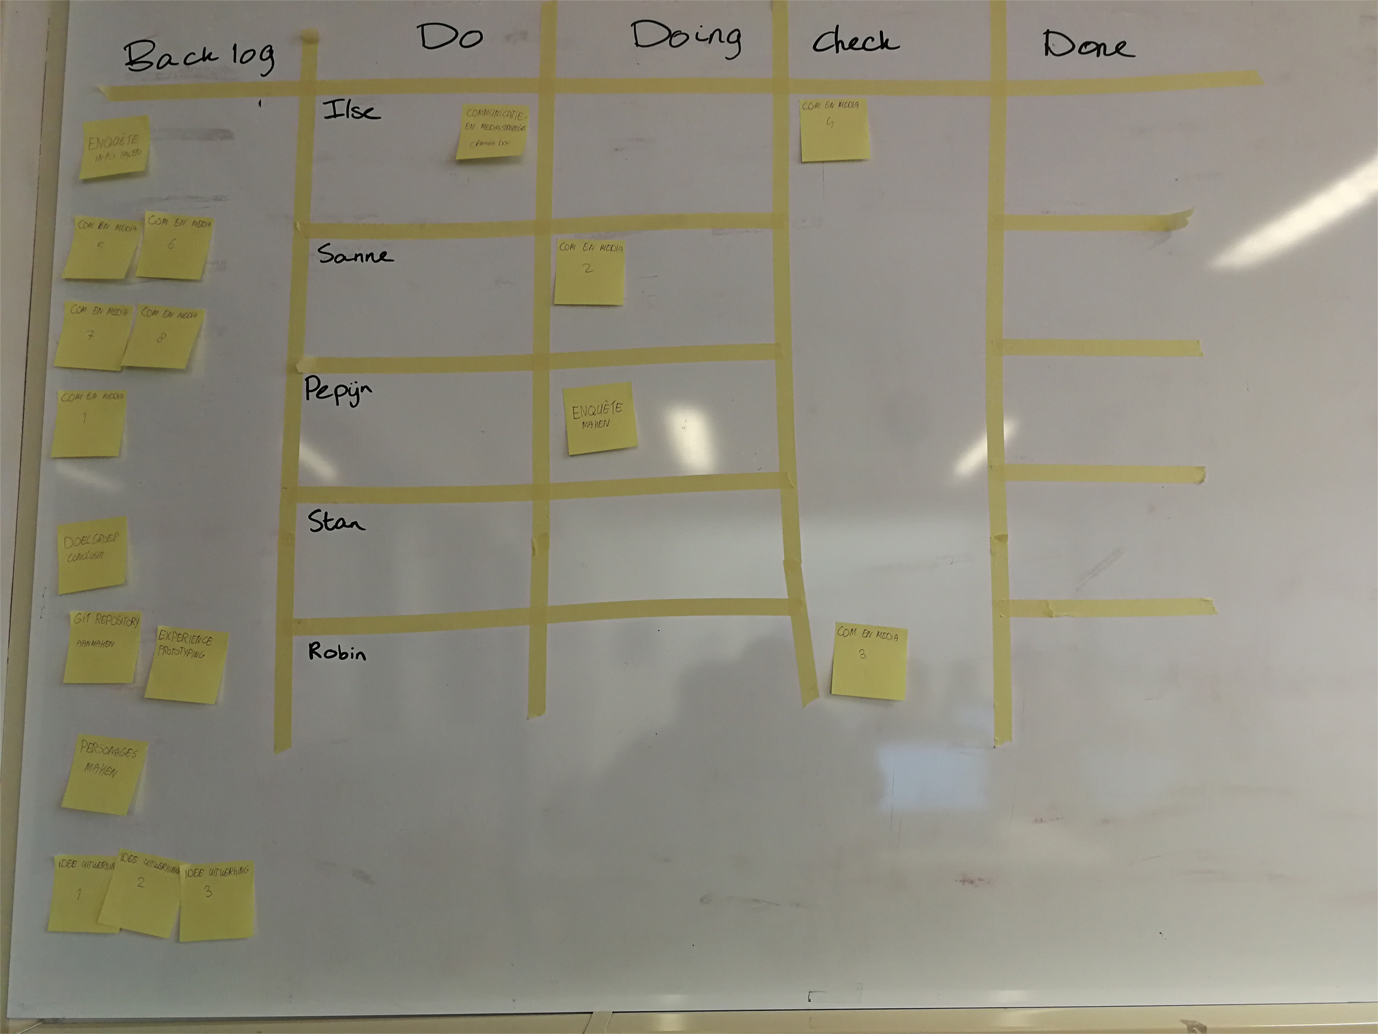 Back log
Do
Doing
check
Done
Ilse
COMMUNICATIE-
EN MEDIASTRATEGIE
COM EN MEDIA
4
ENQUÊTE
Sanne
COM EN MEDIA
2
COM EN MEDIA
5
COM EN MEDIA
6
COM EN MEDIA
7
COM EN MEDIA
8
Pepijn
ENQUÊTE
MAKEN
COM EN MEDIA
1
Stan
DOELGROEP
conclusie
Robin
COM EN MEDIA
3
GIT REPOSITORY
AANMAKEN
EXPERIENCE
PROTOTYPING
PERSONAGES
MAKEN
IDEE UITWERKING
1
IDEE UITWERKING
2
IDEE UITWERKING
3